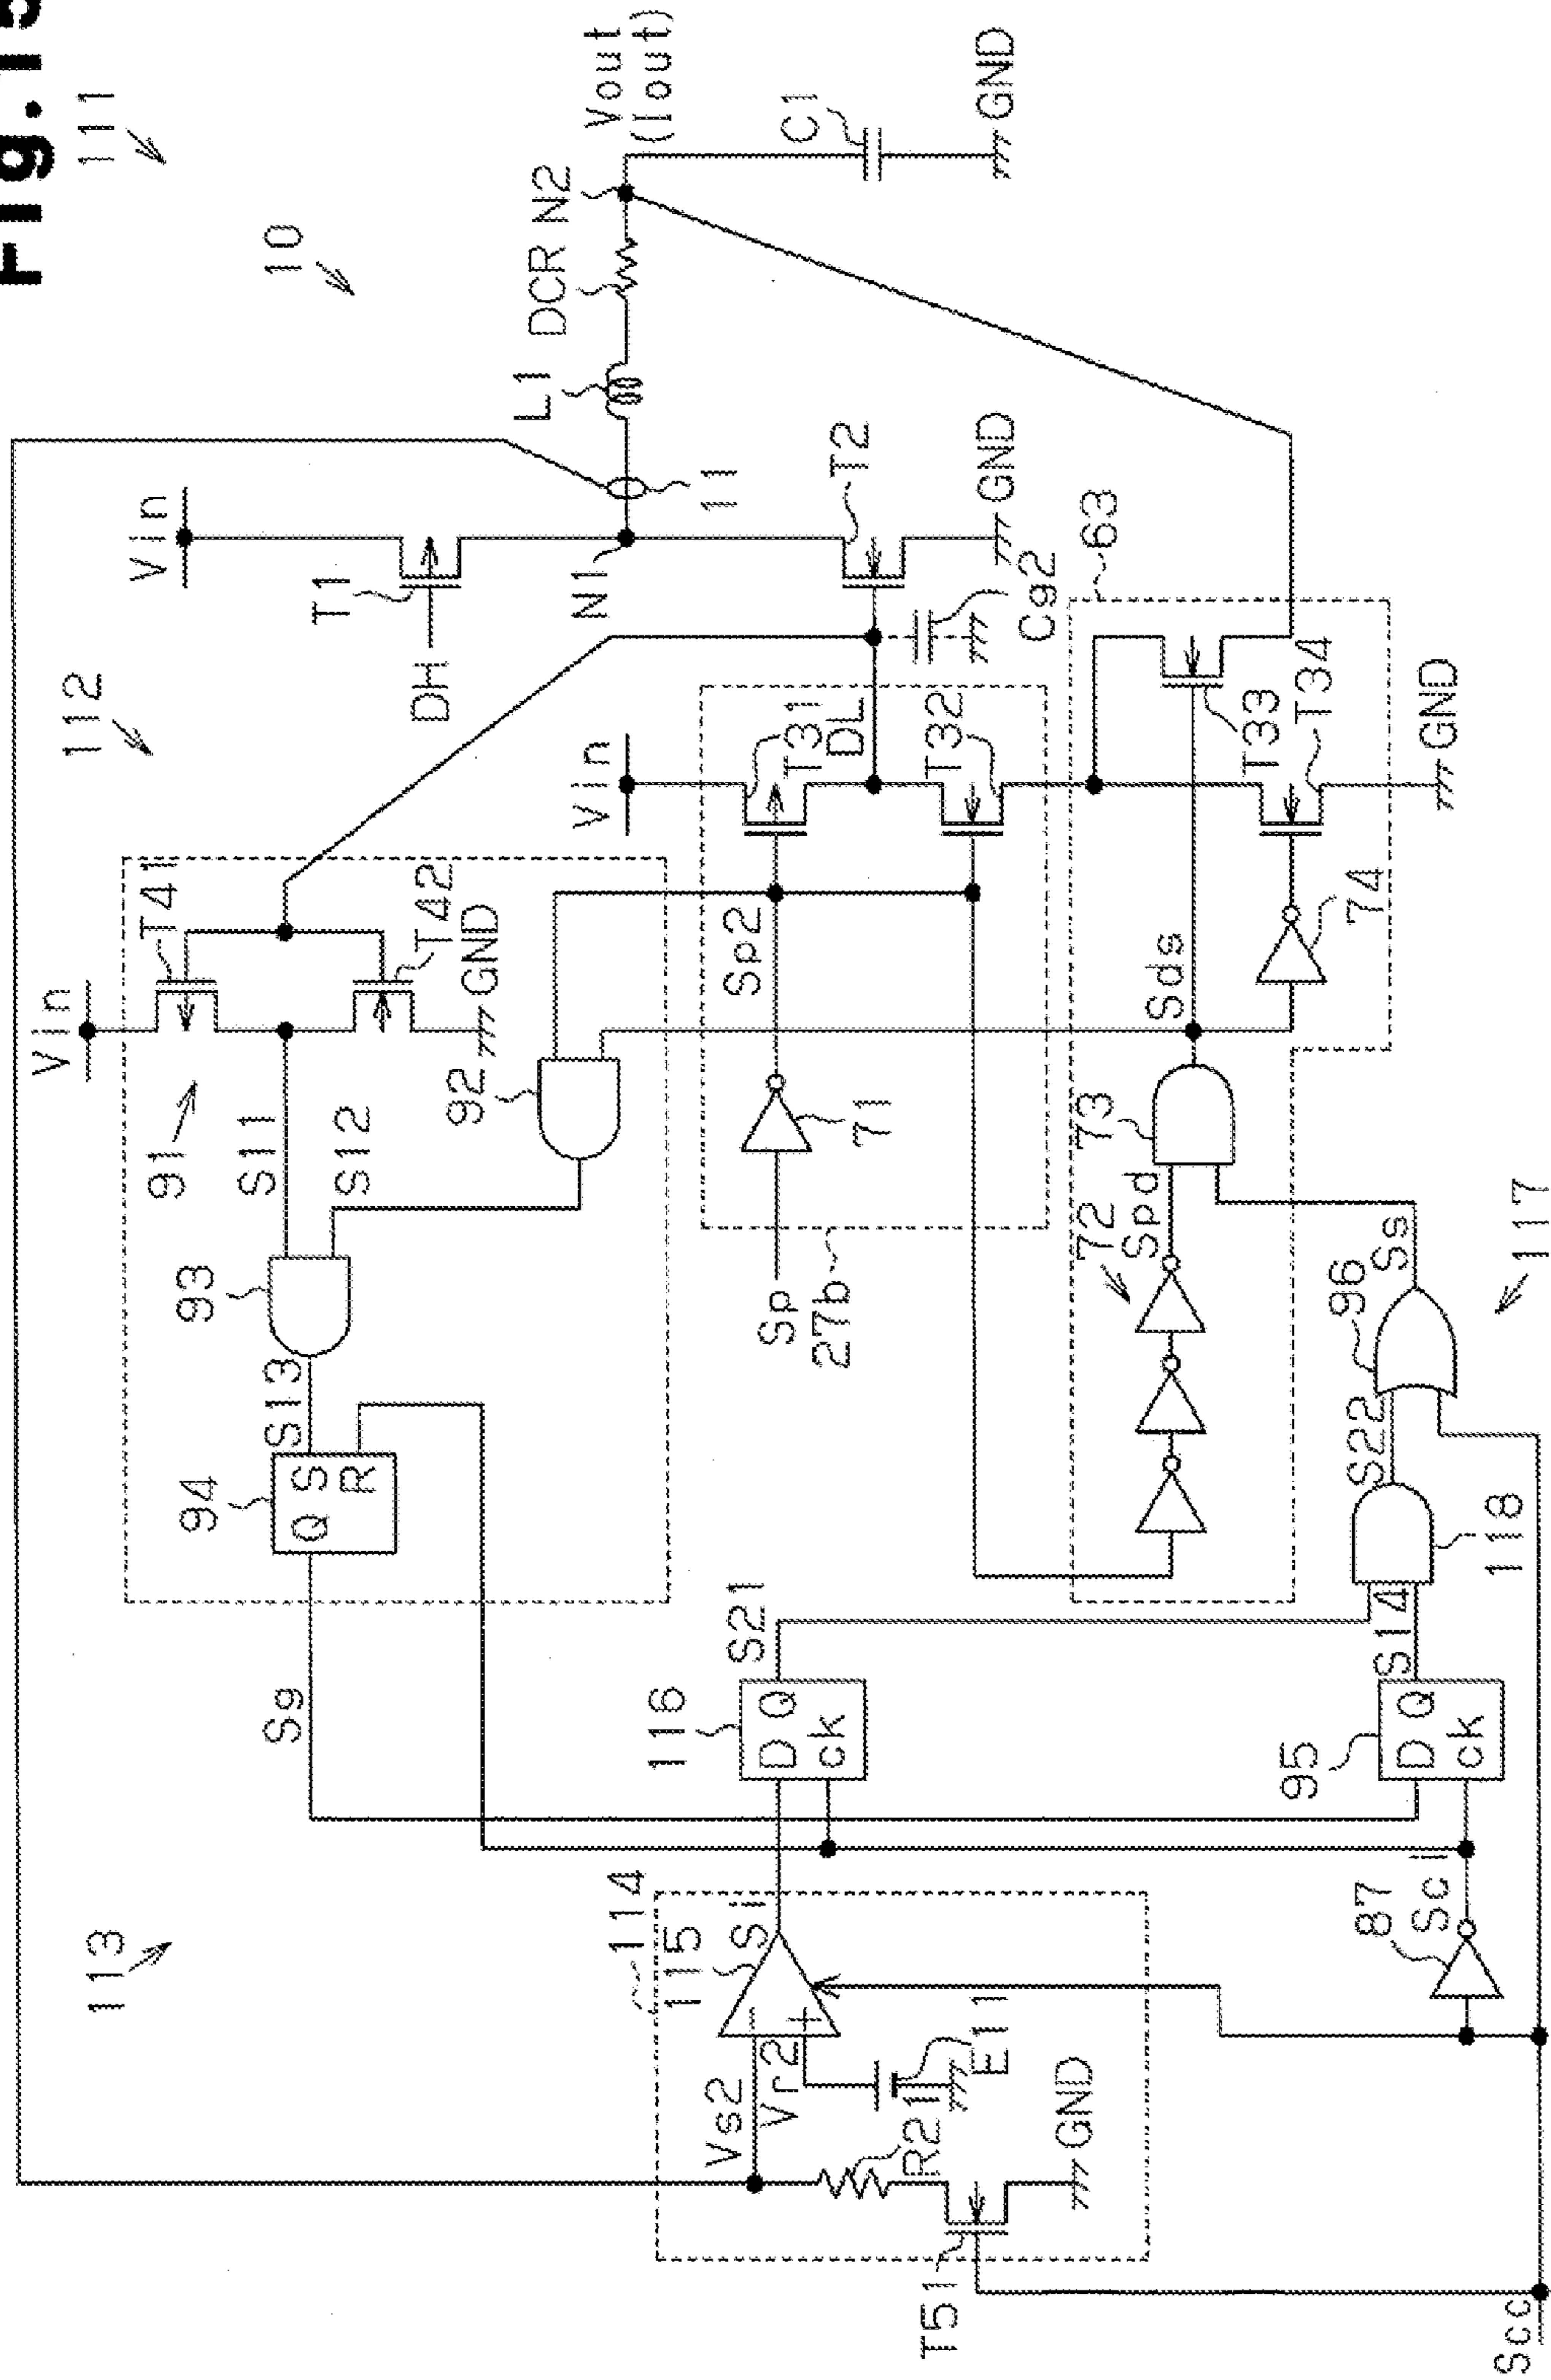 Fig.15
111
10
112
113
Vin
T1
DH
N1
11
L1
DCR
N2
Vout
(Iout)
C1
GND
T2
GND
Cg2
Vin
T41
T42
GND
91
S11
S12
92
93
S13
94
Q S
R
Sg
Vin
T31
DL
T32
Sp2
71
Sp
27b
63
T33
T34
GND
74
Sds
73
Spd
72
Ss
96
S22
117
118
S14
S21
116
D Q
ck
95
D Q
ck
114
115
Si
Vs2
Vr2
E11
R21
GND
T51
87
Sci
Scc